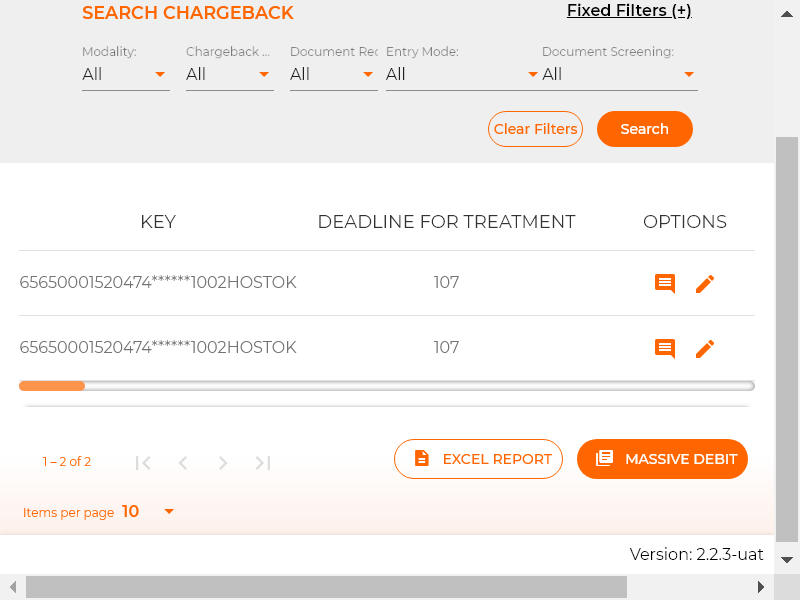 SEARCH CHARGEBACK
Fixed Filters (+)
Modality: Chargeback ... Document Rec Entry Mode: Document Screening:
All All All All All
Clear Filters Search
KEY DEADLINE FOR TREATMENT OPTIONS
65650001520474******1002HOSTOK 107
65650001520474******1002HOSTOK 107
1 – 2 of 2
EXCEL REPORT MASSIVE DEBIT
Items per page 10
Version: 2.2.3-uat